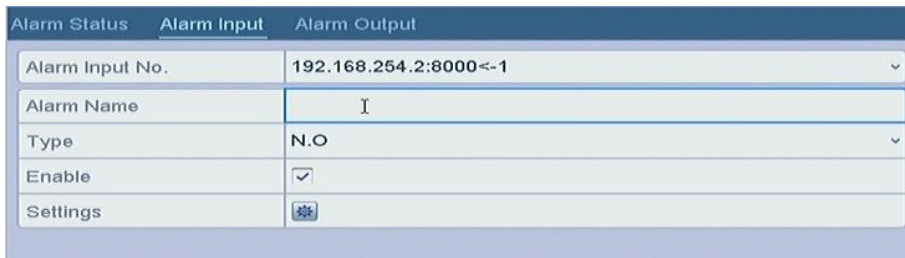 Alarm Status Alarm Input Alarm Output
Alarm Input No. 192.168.254.2:8000<-1
Alarm Name
Type N.O
Enable
Settings